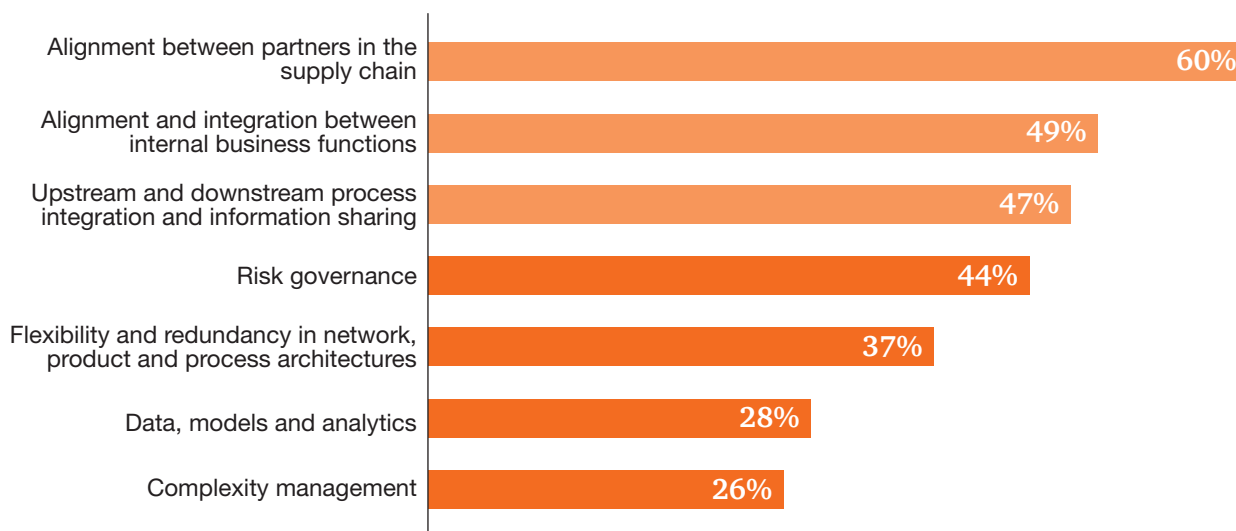 Alignment between partners in the
supply chain
60%
Alignment and integration between
internal business functions
49%
Upstream and downstream process
integration and information sharing
47%
Risk governance
44%
Flexibility and redundancy in network,
product and process architectures
37%
Data, models and analytics
28%
Complexity management
26%